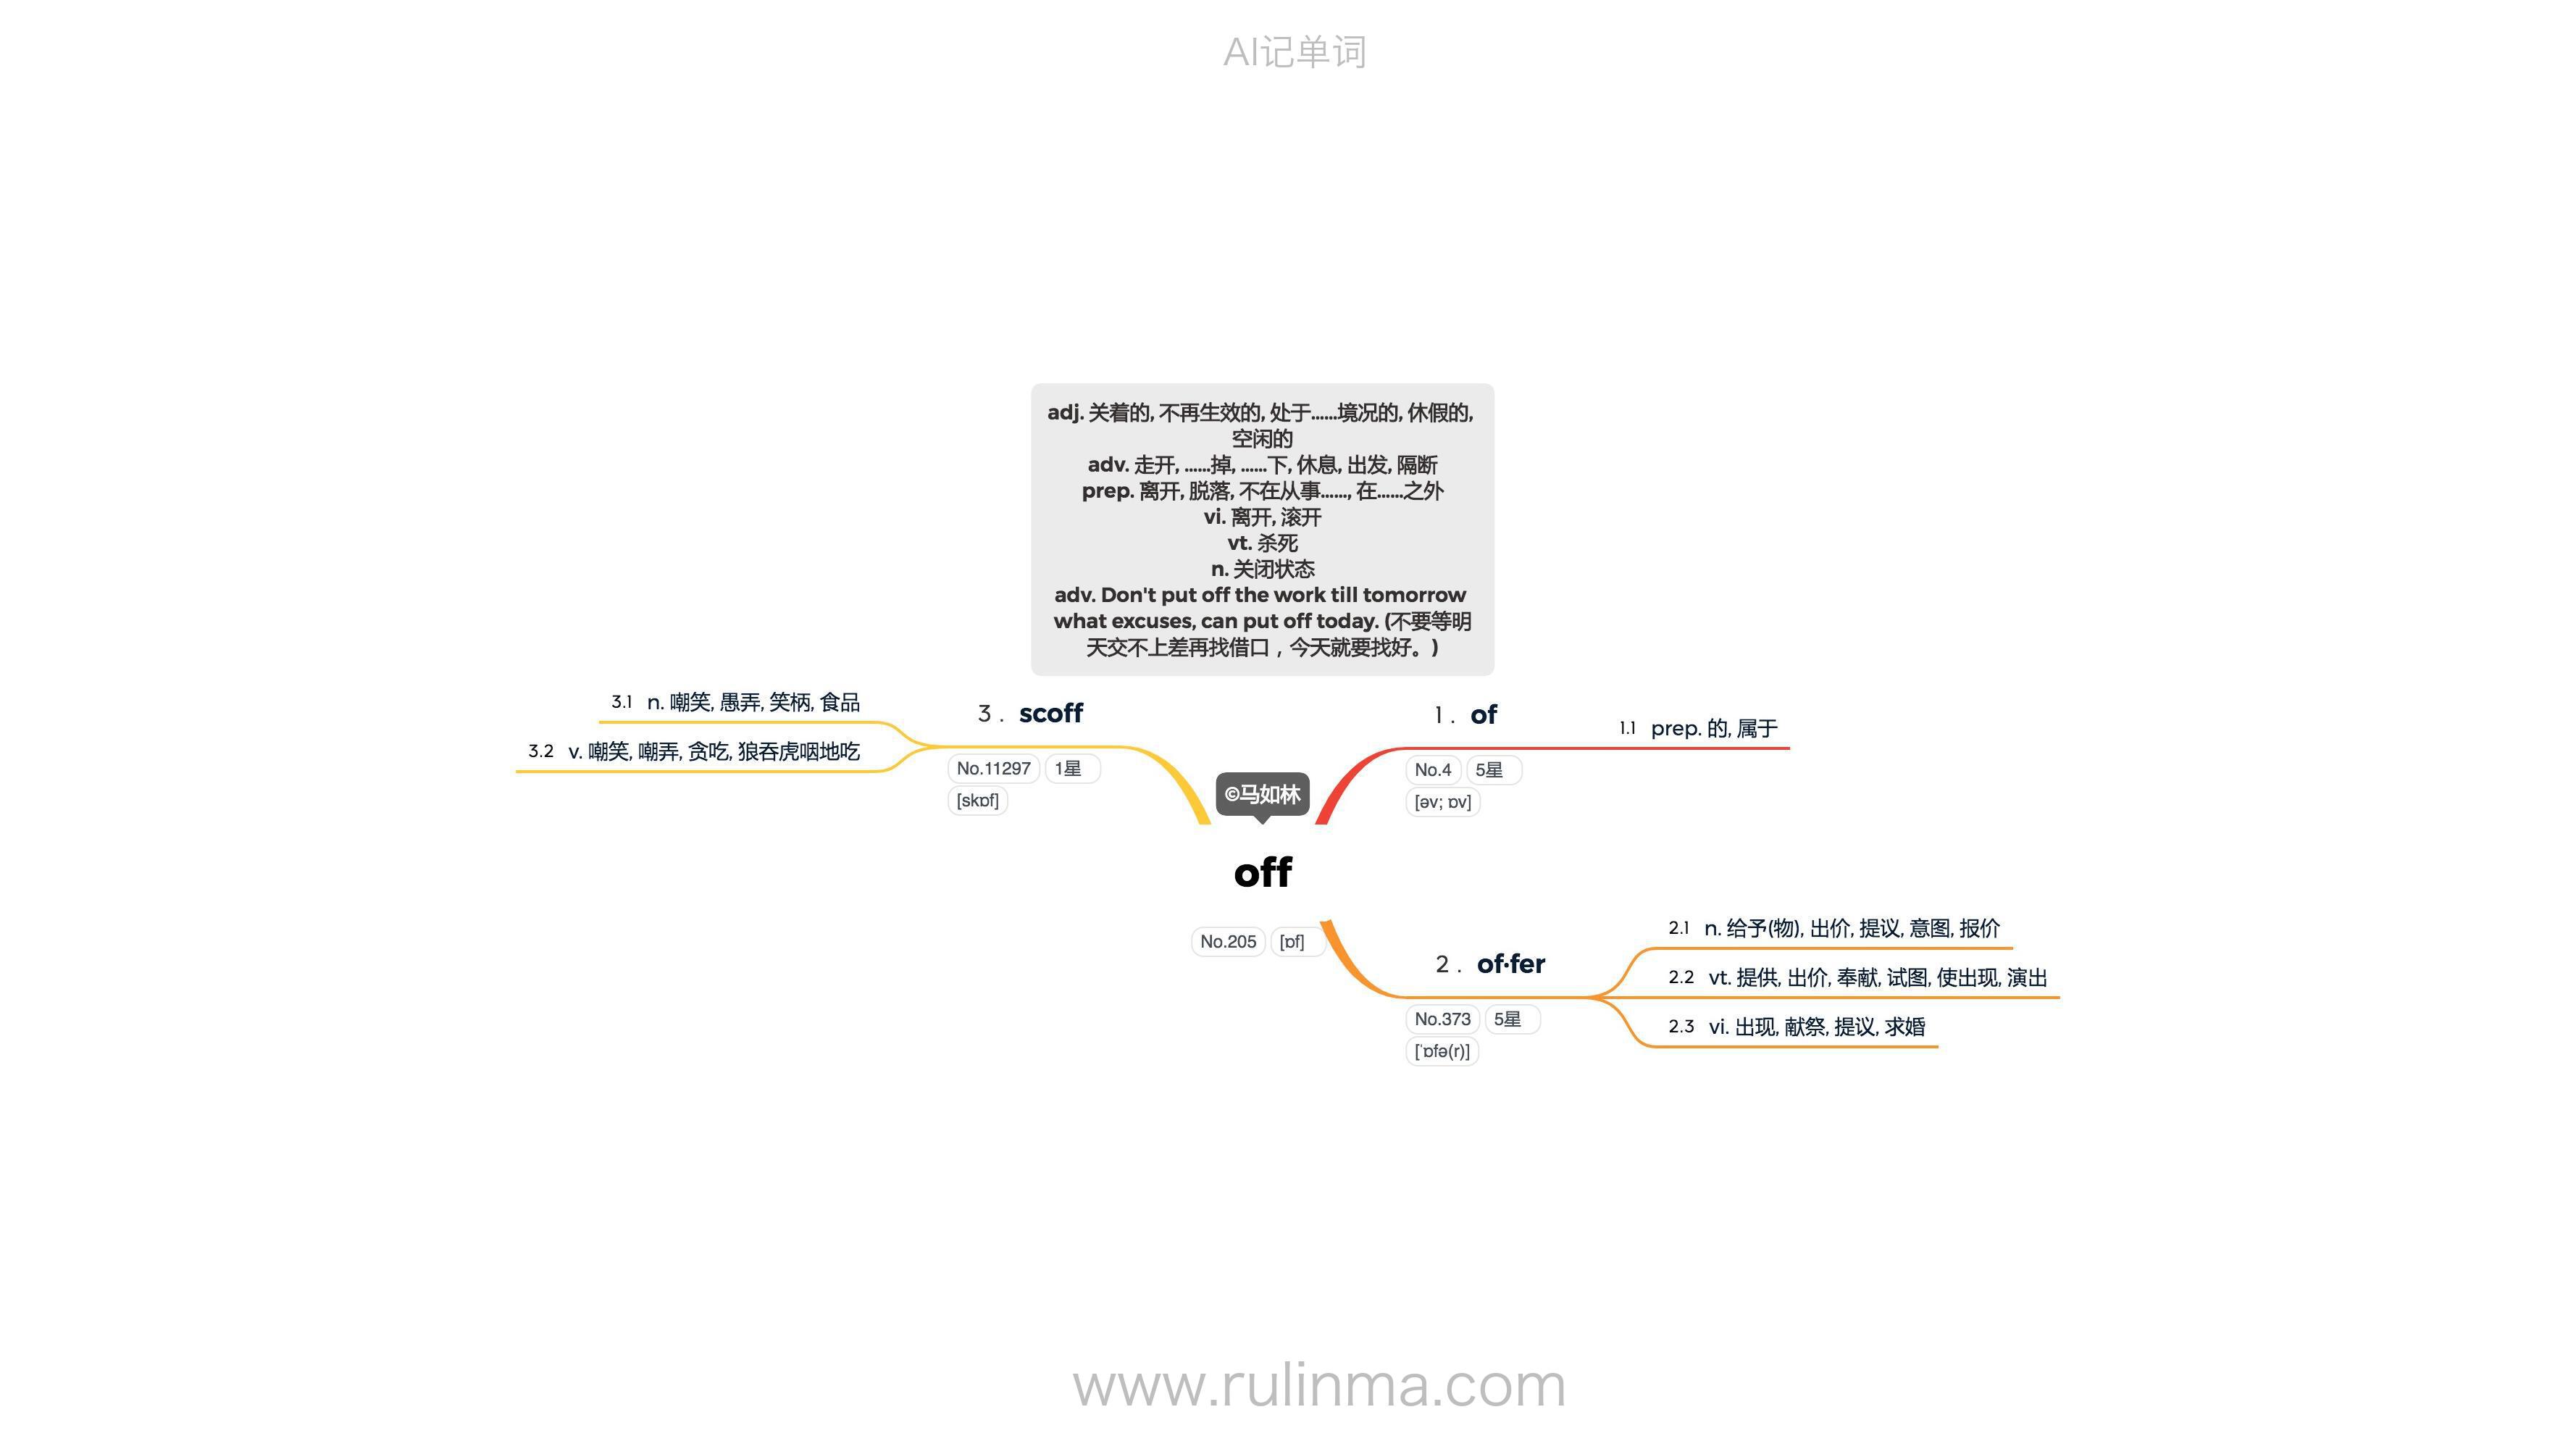 AI记单词
adj. 关着的, 不再生效的, 处于……境况的, 休假的,
空闲的
adv. 走开, ……掉, ……下, 休息, 出发, 隔断
prep. 离开, 脱落, 不在从事……, 在……之外
vi. 离开, 滚开
vt. 杀死
n. 关闭状态
adv. Don't put off the work till tomorrow
what excuses, can put off today. (不要等明
天交不上差再找借口，今天就要找好。)
©马如林
off
No.205 [ɒf]
1. of
No.4 5星
[əv; ɒv]
1.1 prep. 的, 属于
2. of·fer
No.373 5星
[ˈɒfə(r)]
2.1 n. 给予(物), 出价, 提议, 意图, 报价
2.2 vt. 提供, 出价, 奉献, 试图, 使出现, 演出
2.3 vi. 出现, 献祭, 提议, 求婚
3. scoff
No.11297 1星
[skɒf]
3.1 n. 嘲笑, 愚弄, 笑柄, 食品
3.2 v. 嘲笑, 嘲弄, 贪吃, 狼吞虎咽地吃
www.rulinma.com